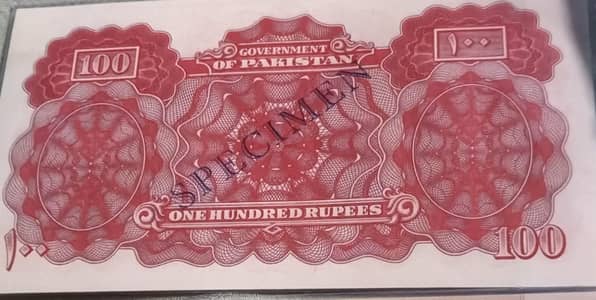 100
GOVERNMENT
OF PAKISTAN
۱۰۰
SPECIMEN
ONE HUNDRED RUPEES
۱۰۰
100